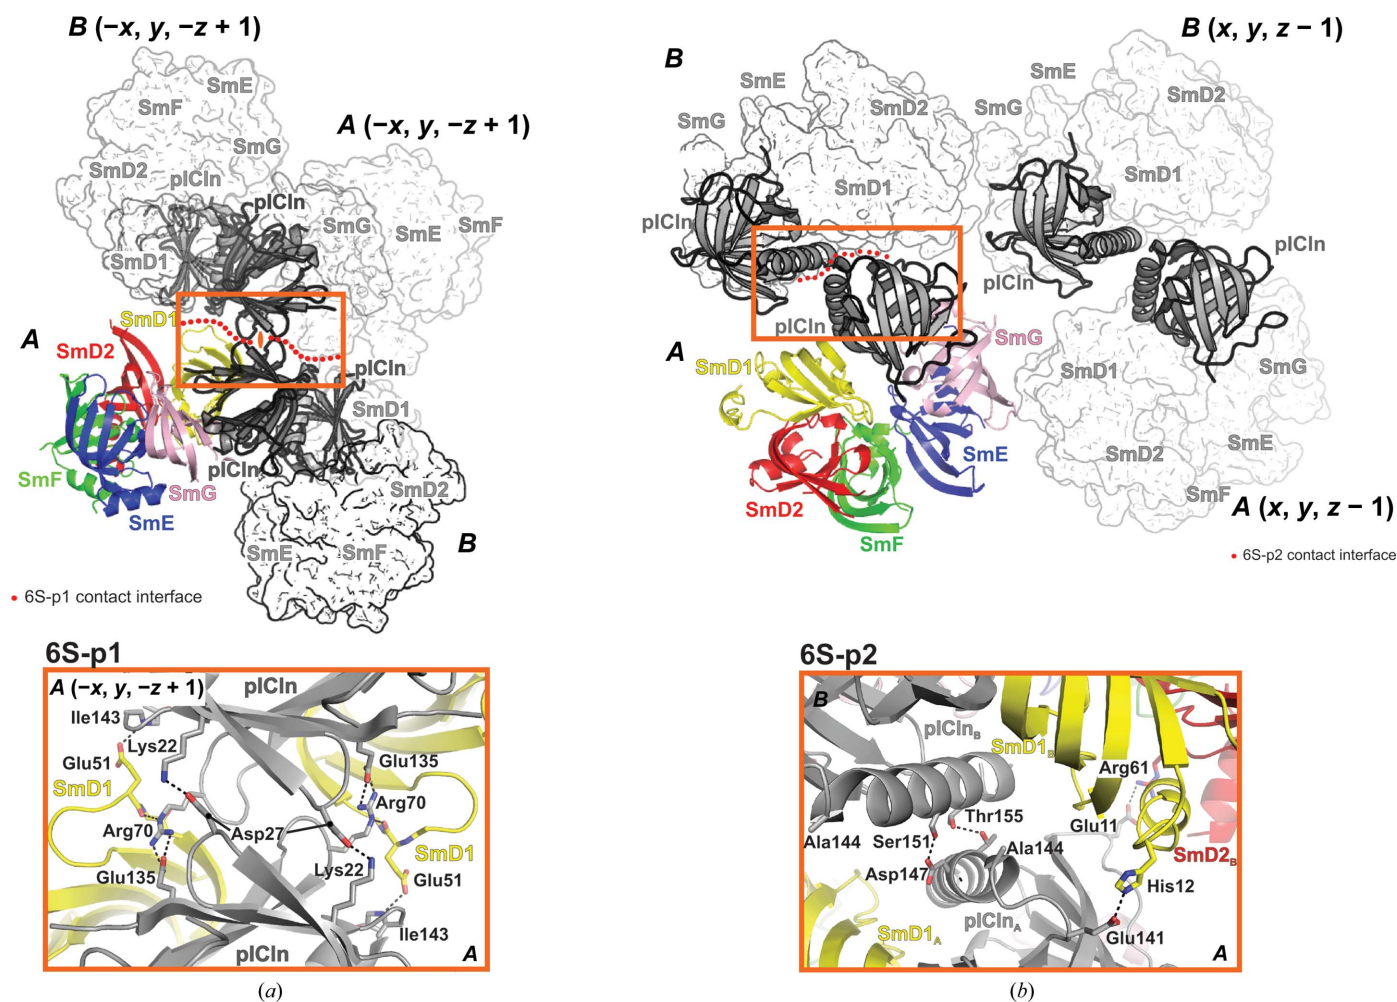 B (−x, y, −z + 1)
SmE
SmF
A (−x, y, −z + 1)
SmG
SmD2
pICln
pICln
SmG
SmF
SmE
SmD1
SmD1
A
SmD2
pICln
SmD1
SmF
pICln
SmG
SmD2
SmE
SmE
SmF
B
• 6S-p1 contact interface
B (x, y, z − 1)
B
SmE
SmE
SmD2
SmD2
SmG
SmG
SmD1
SmD1
pICln
pICln
pICln
pICln
SmG
A
SmD1
SmD1
SmG
SmE
SmE
SmD2
SmD2
SmF
SmF
A (x, y, z − 1)
• 6S-p2 contact interface
6S-p1
A (−x, y, −z + 1)
pICln
Ile143
Lys22
Glu51
Glu135
SmD1
Arg70
Arg70
Asp27
SmD1
Lys22
Glu135
Glu51
Ile143
pICln
A
(a)
6S-p2
B
pICln_B
SmD1_B
Arg61
Thr155
Glu11
Ala144
Ser151
Ala144
SmD2_B
Asp147
His12
pICln_A
SmD1_A
Glu141
A
(b)